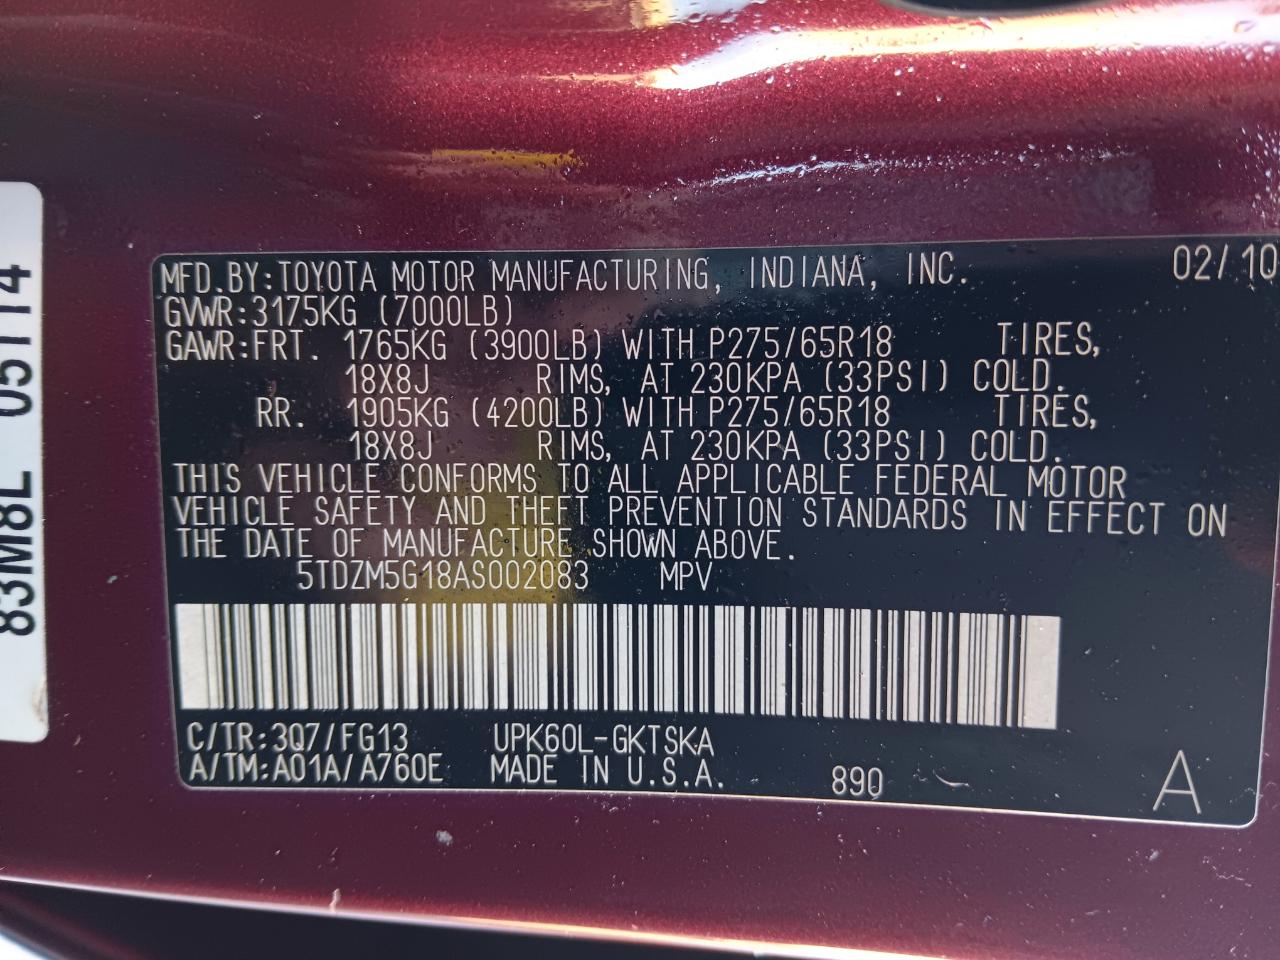 MFD.BY:TOYOTA MOTOR MANUFACTURING, INDIANA, INC. 02/10
GVWR:3175KG (7000LB)
GAWR:FRT. 1765KG (3900LB) WITH P275/65R18 TIRES,
18X8J RIMS, AT 230KPA (33PSI) COLD.
RR. 1905KG (4200LB) WITH P275/65R18 TIRES,
18X8J RIMS, AT 230KPA (33PSI) COLD.
THIS VEHICLE CONFORMS TO ALL APPLICABLE FEDERAL MOTOR
VEHICLE SAFETY AND THEFT PREVENTION STANDARDS IN EFFECT ON
THE DATE OF MANUFACTURE SHOWN ABOVE.
5TDZM5G18AS002083 MPV
C/TR:3Q7/FG13 UPK60L-GKTSKA
A/TM:A01A/A760E MADE IN U.S.A. 890 A
83M8L 05114